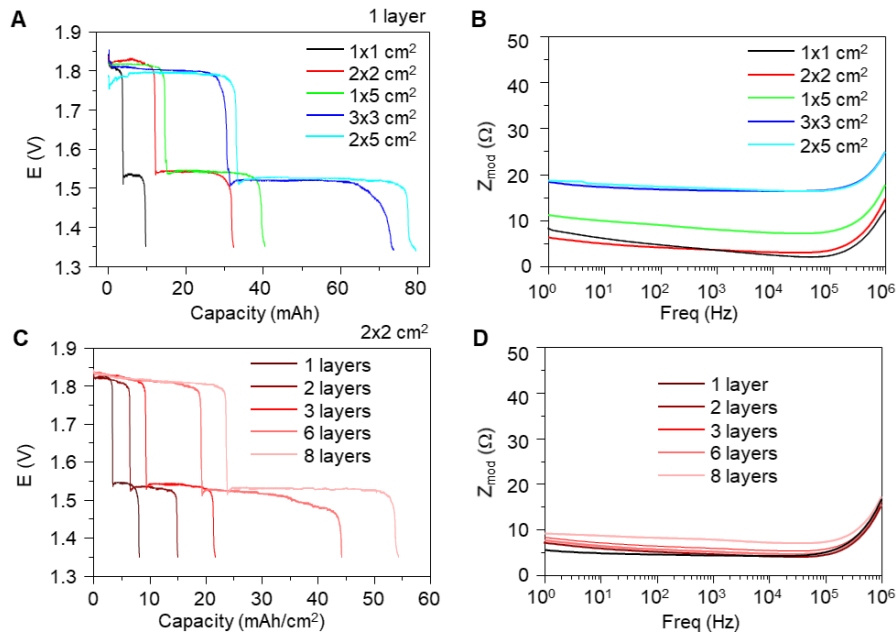 A
1 layer
1.9
1.8
1.7
1.6
1.5
1.4
1.3
E (V)
1x1 cm²
2x2 cm²
1x5 cm²
3x3 cm²
2x5 cm²
0
20
40
60
80
Capacity (mAh)
B
50
40
30
20
10
0
Zmod (Ω)
1x1 cm²
2x2 cm²
1x5 cm²
3x3 cm²
2x5 cm²
10⁰
10¹
10²
10³
10⁴
10⁵
10⁶
Freq (Hz)
C
2x2 cm²
1.9
1.8
1.7
1.6
1.5
1.4
1.3
E (V)
1 layers
2 layers
3 layers
6 layers
8 layers
0
10
20
30
40
50
60
Capacity (mAh/cm²)
D
50
40
30
20
10
0
Zmod (Ω)
1 layer
2 layers
3 layers
6 layers
8 layers
10⁰
10¹
10²
10³
10⁴
10⁵
10⁶
Freq (Hz)